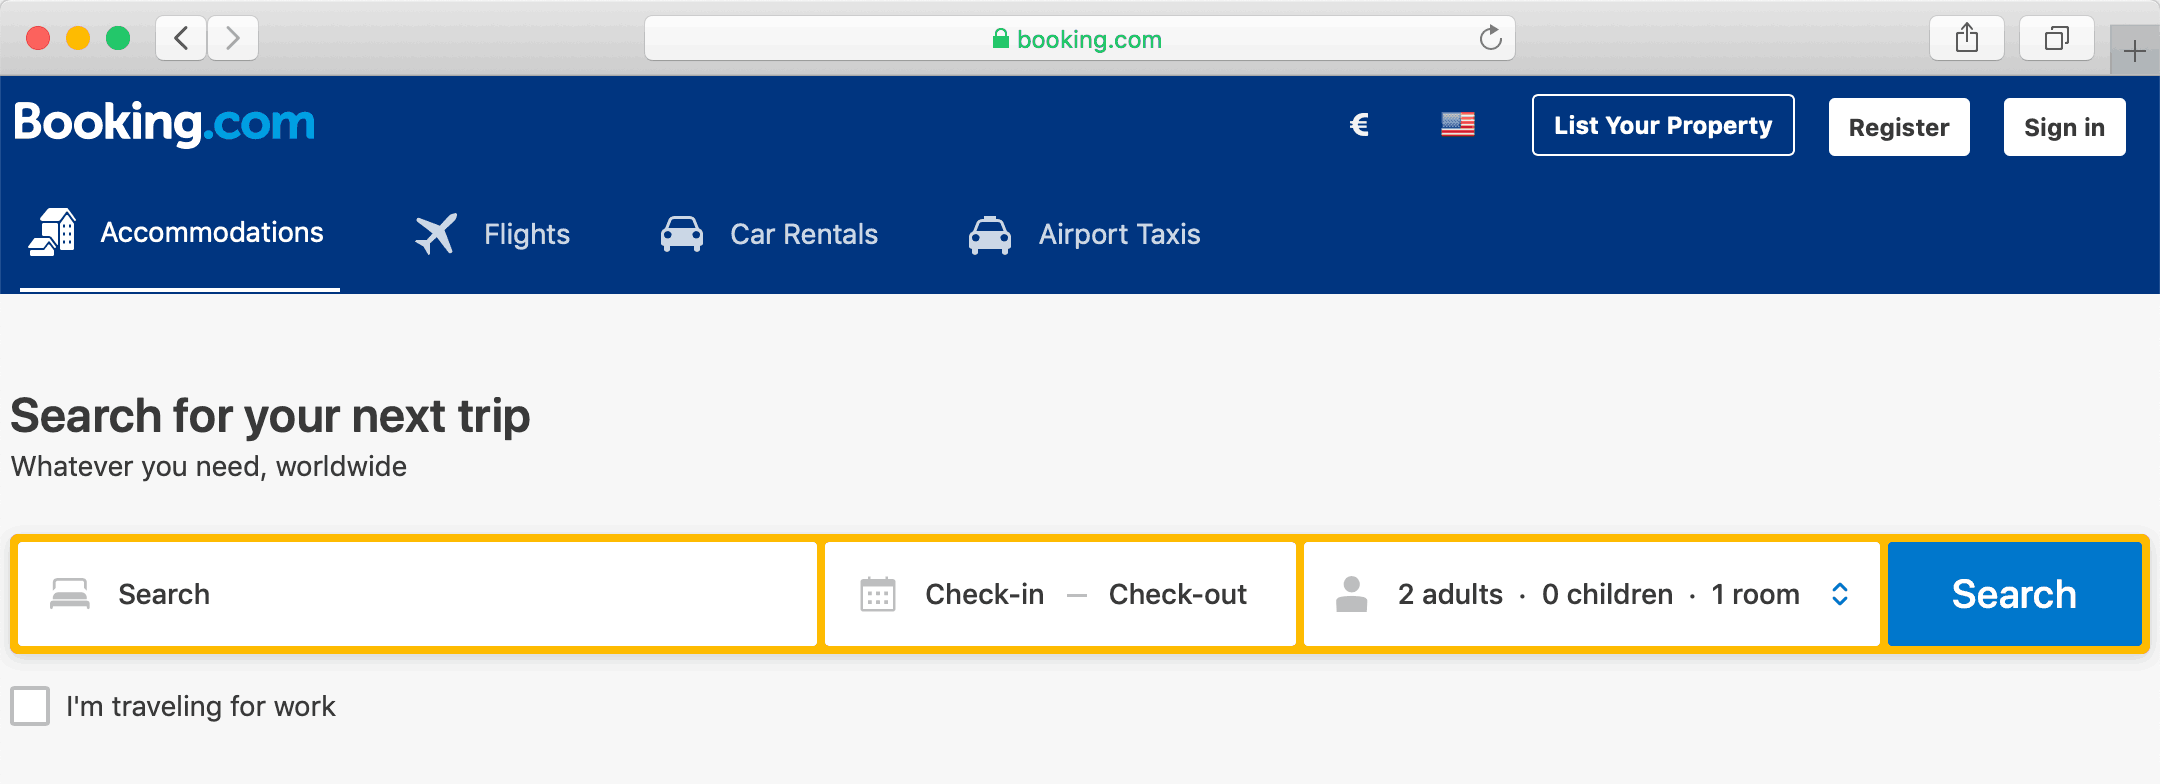 booking.com
Booking.com
€
List Your Property
Register
Sign in
Accommodations
Flights
Car Rentals
Airport Taxis
Search for your next trip
Whatever you need, worldwide
Search
Check-in — Check-out
2 adults · 0 children · 1 room
Search
I'm traveling for work